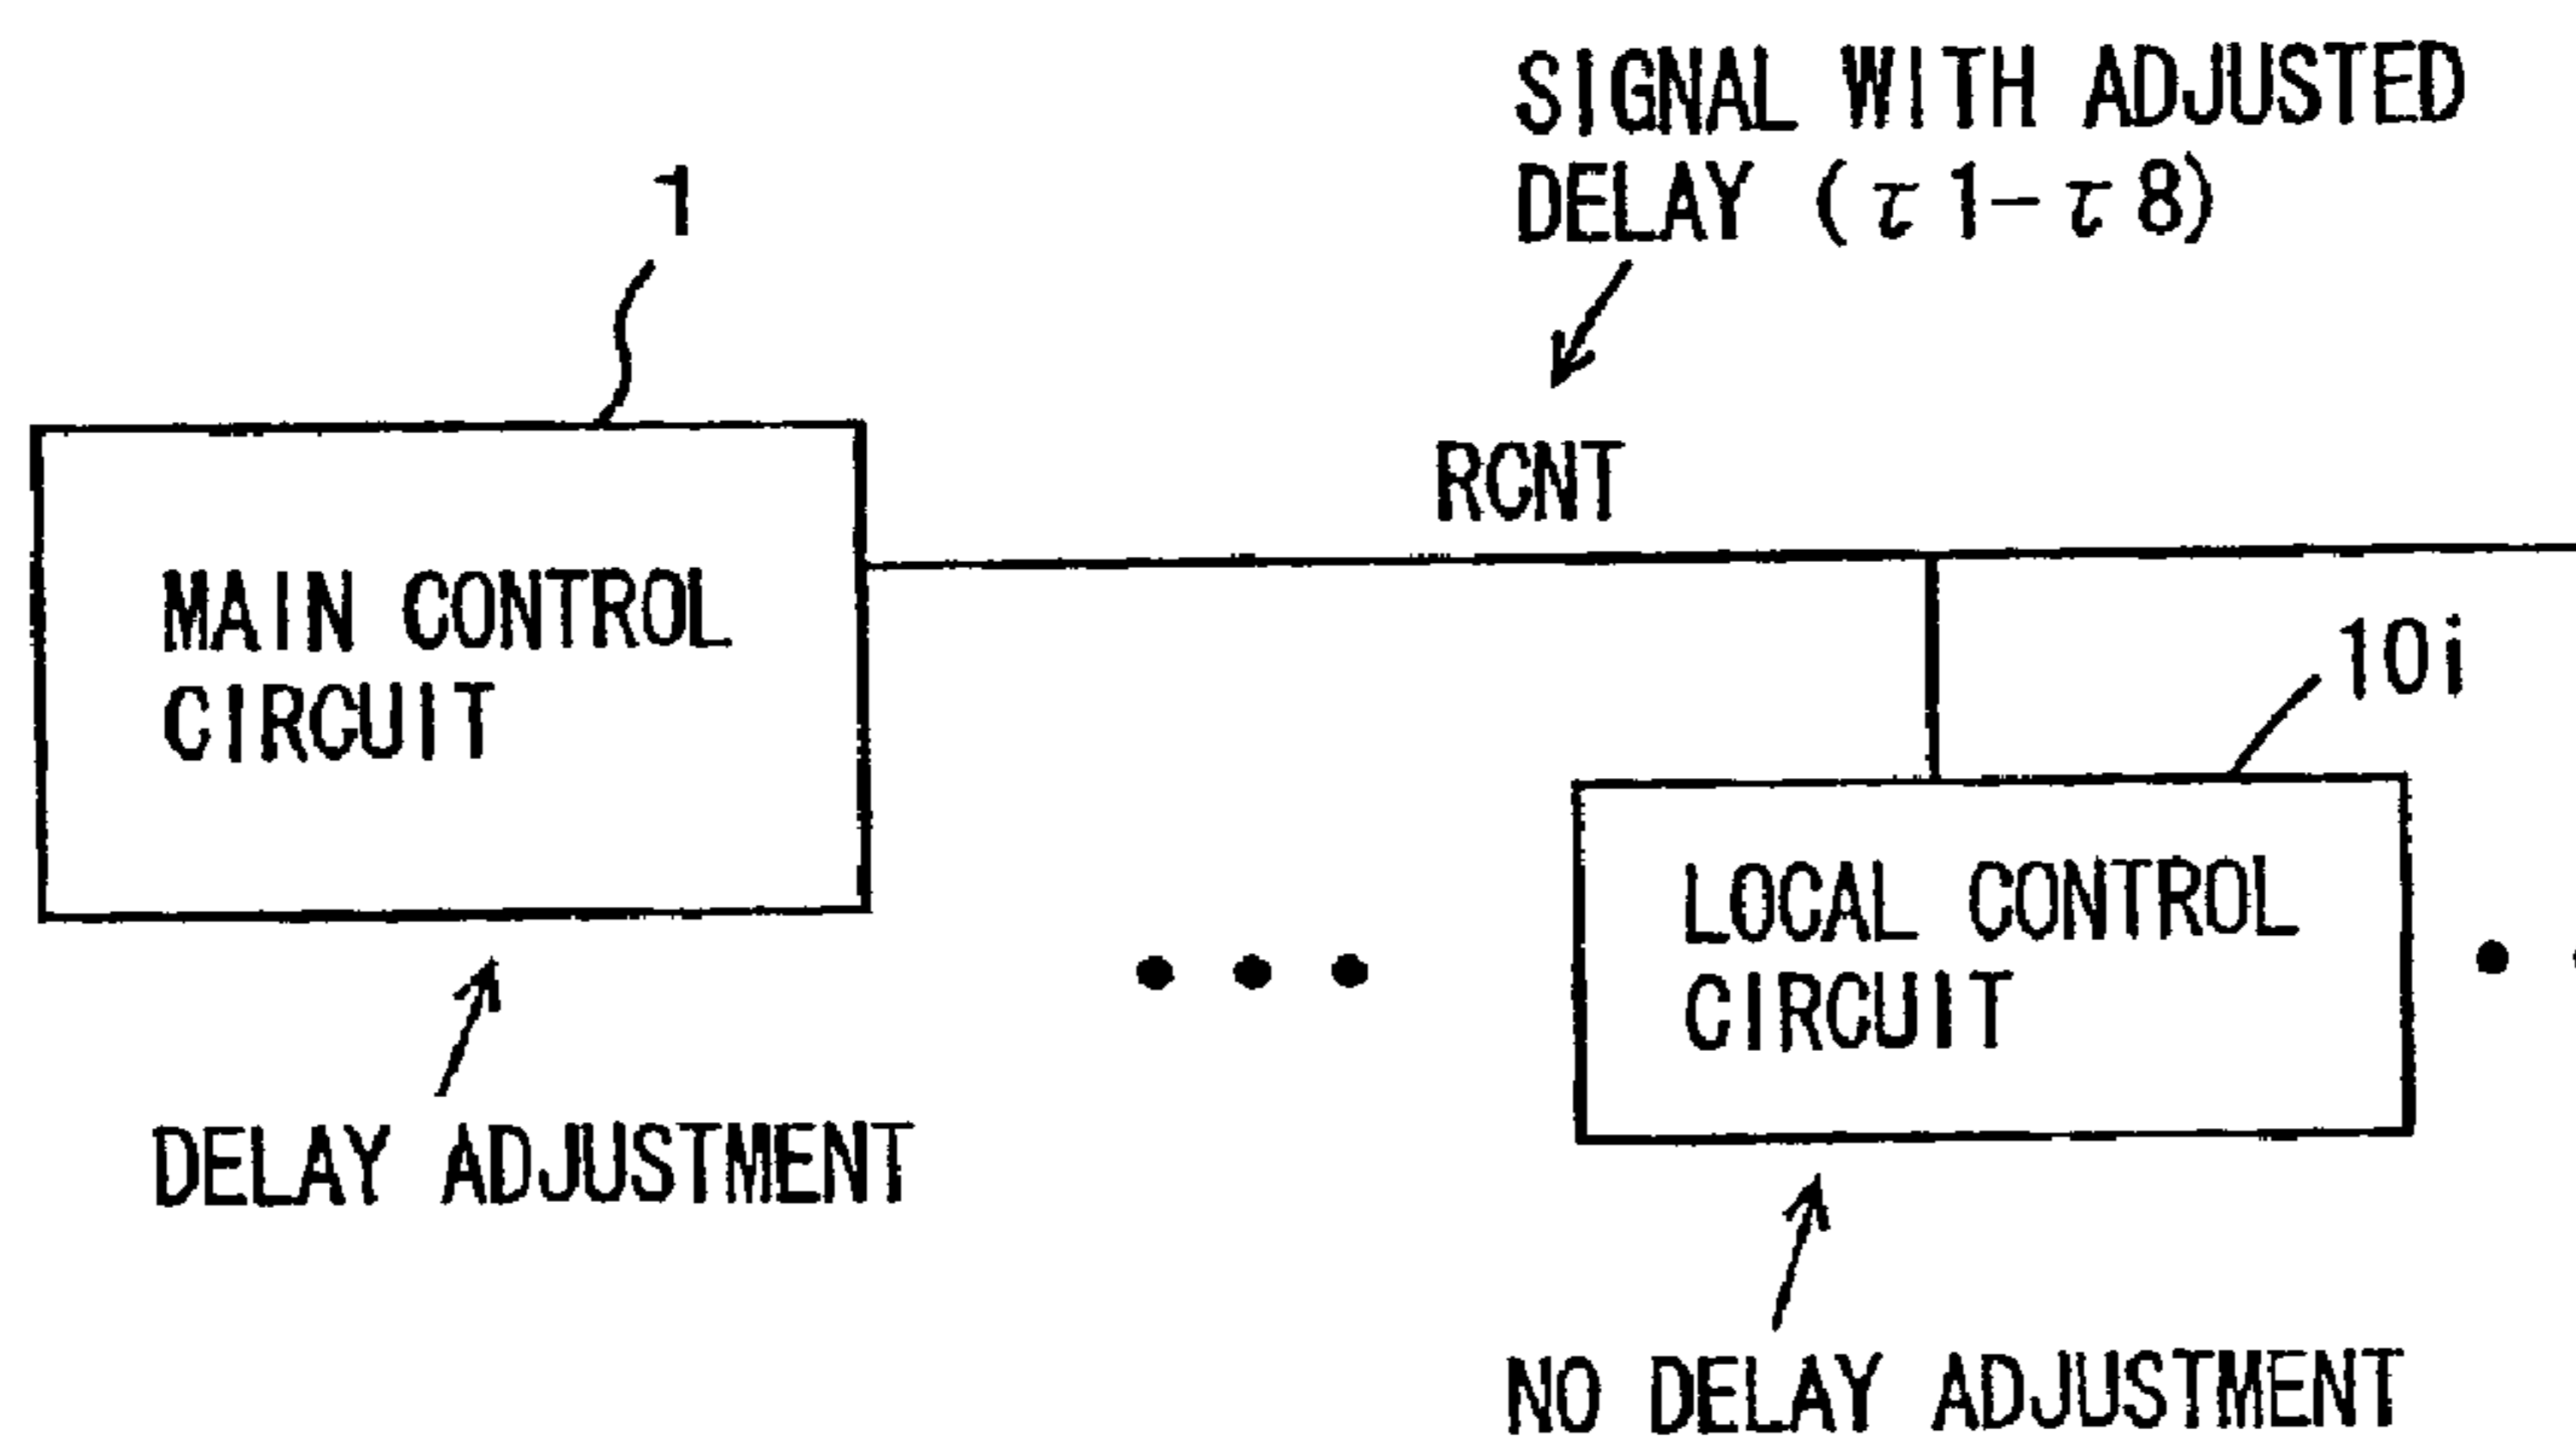 SIGNAL WITH ADJUSTED
DELAY (τ1-τ8)
1
RCNT
MAIN CONTROL
CIRCUIT
10i
LOCAL CONTROL
CIRCUIT
DELAY ADJUSTMENT
NO DELAY ADJUSTMENT